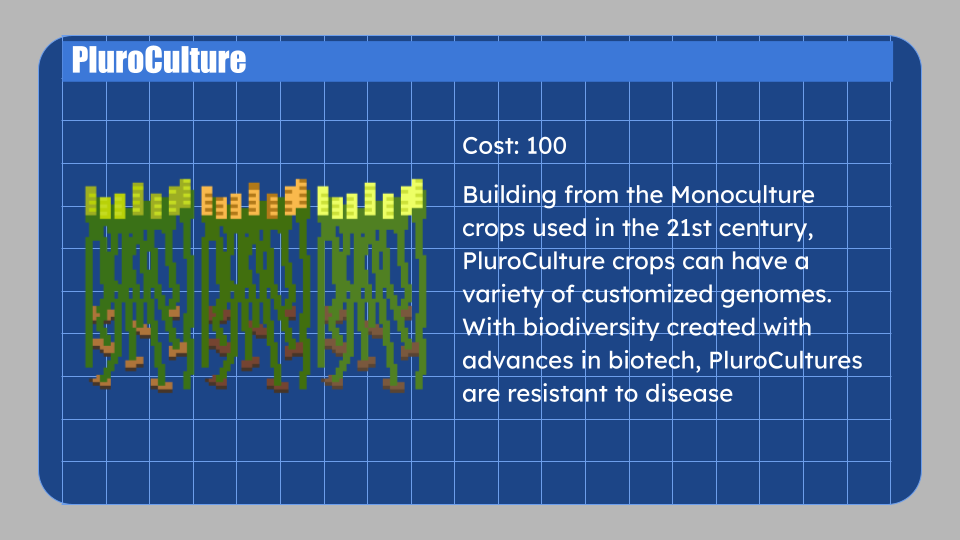 PluroCulture
Cost: 100
Building from the Monoculture
crops used in the 21st century,
PluroCulture crops can have a
variety of customized genomes.
With biodiversity created with
advances in biotech, PluroCultures
are resistant to disease